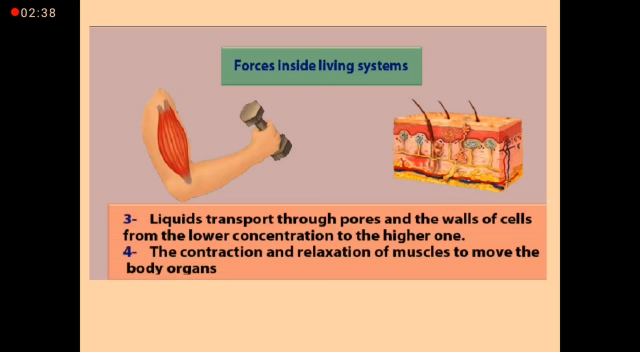 02:38
Forces inside living systems
3- Liquids transport through pores and the walls of cells
from the lower concentration to the higher one.
4- The contraction and relaxation of muscles to move the
body organs